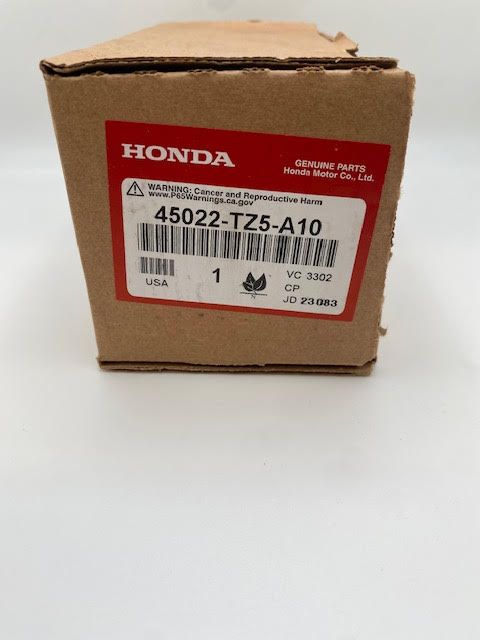 HONDA
GENUINE PARTS
Honda Motor Co., Ltd.
WARNING: Cancer and Reproductive Harm
www.P65Warnings.ca.gov
45022-TZ5-A10
USA
1
N
VC 3302
CP
JD 23083